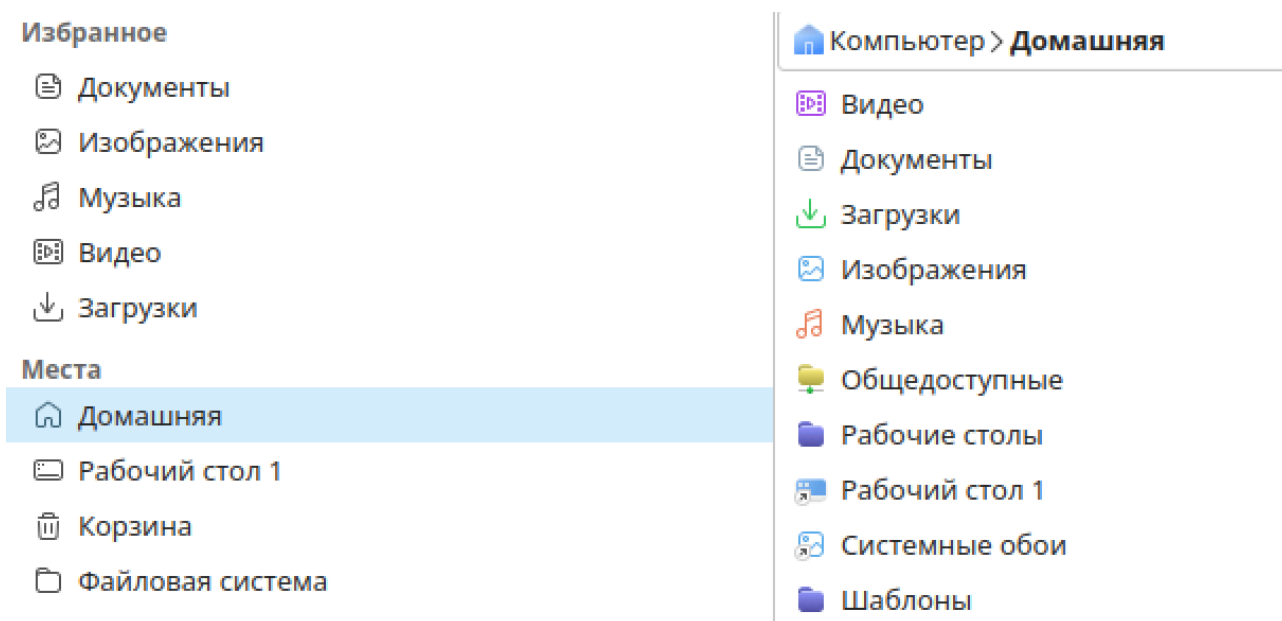 Избранное
Документы
Изображения
Музыка
Видео
Загрузки
Места
Домашняя
Рабочий стол 1
Корзина
Файловая система
Компьютер > Домашняя
Видео
Документы
Загрузки
Изображения
Музыка
Общедоступные
Рабочие столы
Рабочий стол 1
Системные обои
Шаблоны